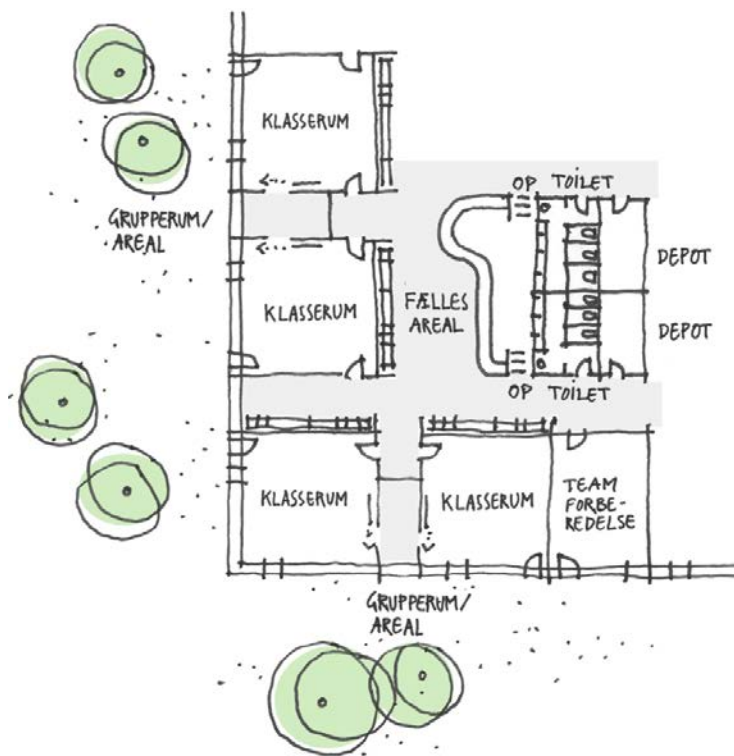 KLASSERUM
OP TOILET
GRUPPERUM/
AREAL
DEPOT
KLASSERUM
FÆLLES
AREAL
DEPOT
OP TOILET
KLASSERUM
KLASSERUM
TEAM
FORBE-
REDELSE
GRUPPERUM/
AREAL